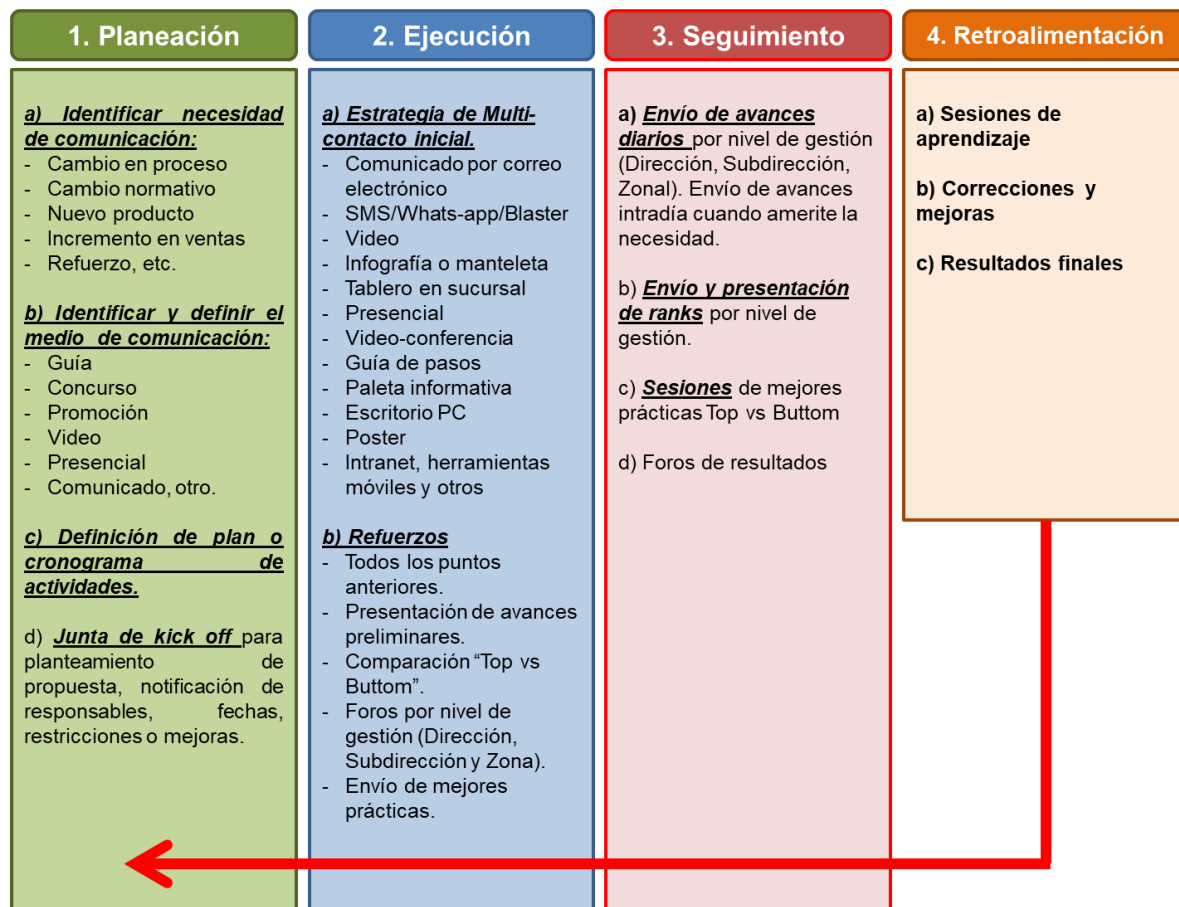 1. Planeación
a) Identificar necesidad
de comunicación:
- Cambio en proceso
- Cambio normativo
- Nuevo producto
- Incremento en ventas
- Refuerzo, etc.
b) Identificar y definir el
medio de comunicación:
- Guía
- Concurso
- Promoción
- Video
- Presencial
- Comunicado, otro.
c) Definición de plan o
cronograma de
actividades.
d) Junta de kick off para
planteamiento de
propuesta, notificación de
responsables, fechas,
restricciones o mejoras.
2. Ejecución
a) Estrategia de Multi-
contacto inicial.
- Comunicado por correo
electrónico
- SMS/Whats-app/Blaster
- Video
- Infografía o manteleta
- Tablero en sucursal
- Presencial
- Video-conferencia
- Guía de pasos
- Paleta informativa
- Escritorio PC
- Poster
- Intranet, herramientas
móviles y otros
b) Refuerzos
- Todos los puntos
anteriores.
- Presentación de avances
preliminares.
- Comparación “Top vs
Buttom”.
- Foros por nivel de
gestión (Dirección,
Subdirección y Zona).
- Envío de mejores
prácticas.
3. Seguimiento
a) Envío de avances
diarios por nivel de gestión
(Dirección, Subdirección,
Zonal). Envío de avances
intradía cuando amerite la
necesidad.
b) Envío y presentación
de ranks por nivel de
gestión.
c) Sesiones de mejores
prácticas Top vs Buttom
d) Foros de resultados
4. Retroalimentación
a) Sesiones de
aprendizaje
b) Correcciones y
mejoras
c) Resultados finales